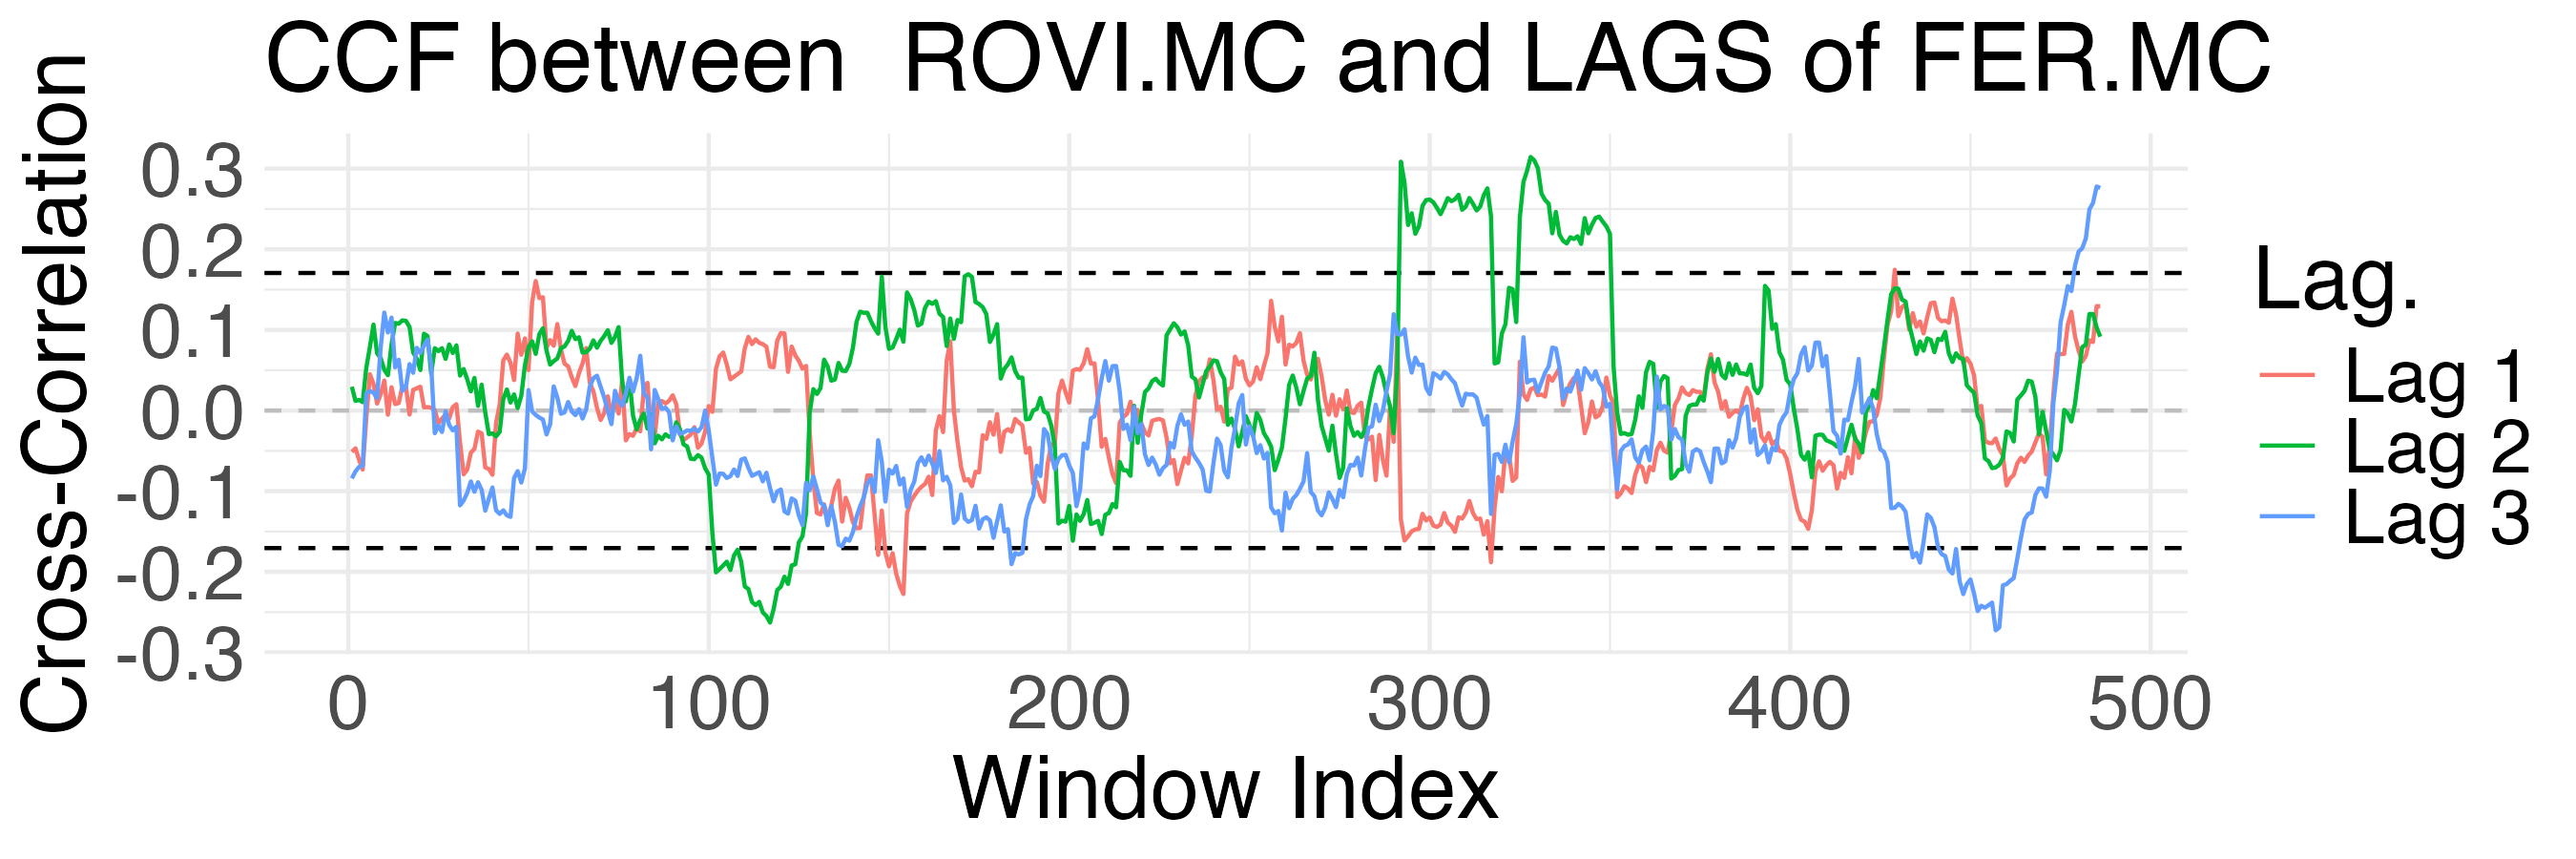 CCF between  ROVI.MC and LAGS of FER.MC
Cross-Correlation
0.3
0.2
0.1
0.0
-0.1
-0.2
-0.3
0 100 200 300 400 500
Window Index
Lag.
Lag 1
Lag 2
Lag 3